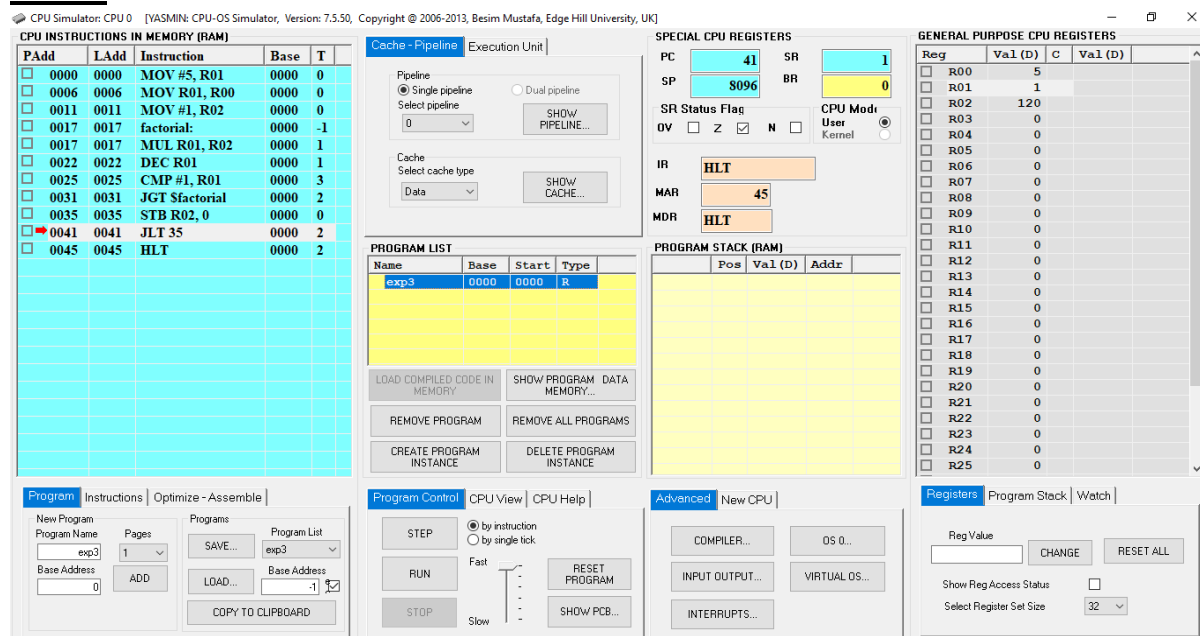 CPU Simulator: CPU 0 [YASMIN: CPU-OS Simulator, Version: 7.5.50, Copyright @ 2006-2013, Besim Mustafa, Edge Hill University, UK]
CPU INSTRUCTIONS IN MEMORY (RAM)
PAdd LAdd Instruction Base T
0000 0000 MOV #5, R01 0000 0
0006 0006 MOV R01, R00 0000 0
0011 0011 MOV #1, R02 0000 0
0017 0017 factorial: 0000 -1
0017 0017 MUL R01, R02 0000 1
0022 0022 DEC R01 0000 1
0025 0025 CMP #1, R01 0000 3
0031 0031 JGT $factorial 0000 2
0035 0035 STB R02, 0 0000 0
0041 0041 JLT 35 0000 2
0045 0045 HLT 0000 2
Cache - Pipeline Execution Unit
Pipeline
Single pipeline Dual pipeline
Select pipeline
0
SHOW
PIPELINE...
Cache
Select cache type
Data
SHOW
CACHE...
PROGRAM LIST
Name Base Start Type
exp3 0000 0000 R
LOAD COMPILED CODE IN
MEMORY
SHOW PROGRAM DATA
MEMORY...
REMOVE PROGRAM REMOVE ALL PROGRAMS
CREATE PROGRAM
INSTANCE
DELETE PROGRAM
INSTANCE
SPECIAL CPU REGISTERS
PC 41 SR 1
SP 8096 BR 0
SR Status Flag
OV Z N
CPU Mode
User
Kernel
IR HLT
MAR 45
MDR HLT
PROGRAM STACK (RAM)
Pos Val(D) Addr
GENERAL PURPOSE CPU REGISTERS
Reg Val(D) C Val(D)
R00 5
R01 1
R02 120
R03 0
R04 0
R05 0
R06 0
R07 0
R08 0
R09 0
R10 0
R11 0
R12 0
R13 0
R14 0
R15 0
R16 0
R17 0
R18 0
R19 0
R20 0
R21 0
R22 0
R23 0
R24 0
R25 0
Program Instructions Optimize - Assemble
New Program
Program Name Pages
exp3 1
Base Address
0 ADD
Programs
SAVE...
Program List
exp3
LOAD...
Base Address
-1
COPY TO CLIPBOARD
Program Control CPU View CPU Help
STEP
by instruction
by single tick
RUN
Fast
RESET
PROGRAM
STOP
Slow
SHOW PCB...
Advanced New CPU
COMPILER... OS 0...
INPUT OUTPUT... VIRTUAL OS...
INTERRUPTS...
Registers Program Stack Watch
Reg Value
CHANGE RESET ALL
Show Reg Access Status
Select Register Set Size 32